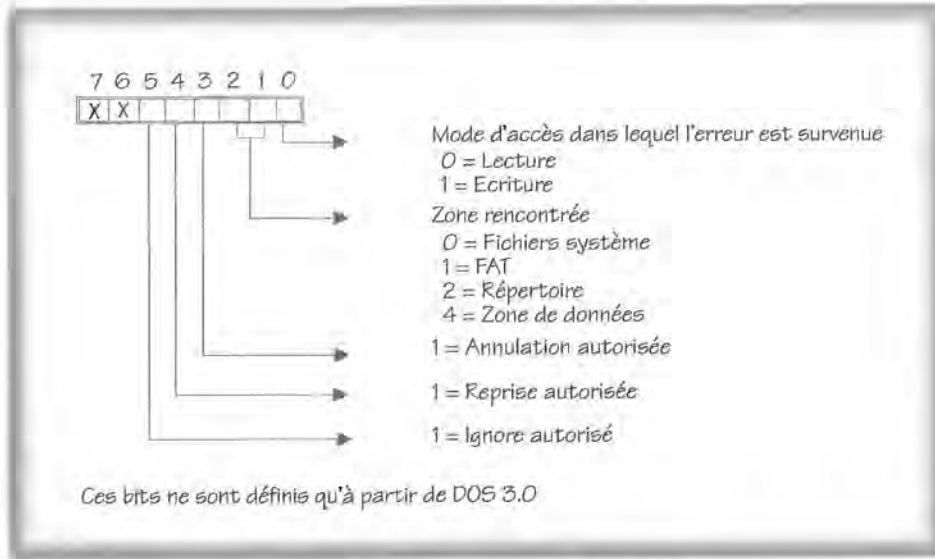 7 6 5 4 3 2 1 0
X X
Mode d'accès dans lequel l'erreur est survenue
0 = Lecture
1 = Ecriture
Zone rencontrée
0 = Fichiers système
1 = FAT
2 = Répertoire
4 = Zone de données
1 = Annulation autorisée
1 = Reprise autorisée
1 = Ignore autorisé
Ces bits ne sont définis qu'à partir de DOS 3.0